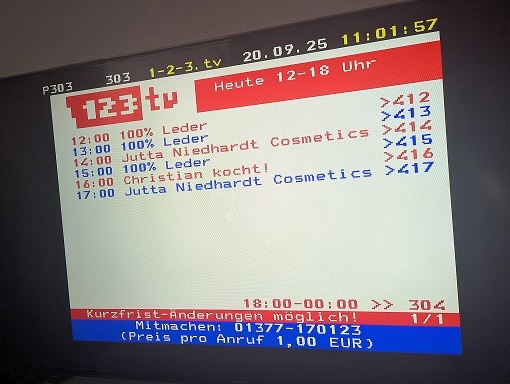 P303 303 1-2-3.tv 20.09.25 11:01:57
123tv Heute 12-18 Uhr
12:00 100% Leder >412
13:00 100% Leder >413
14:00 Jutta Niedhardt Cosmetics >414
15:00 100% Leder >415
16:00 Christian kocht! >416
17:00 Jutta Niedhardt Cosmetics >417
18:00-00:00 >> 304
Kurzfrist-Änderungen möglich! 1/1
Mitmachen: 01377-170123
(Preis pro Anruf 1,00 EUR)